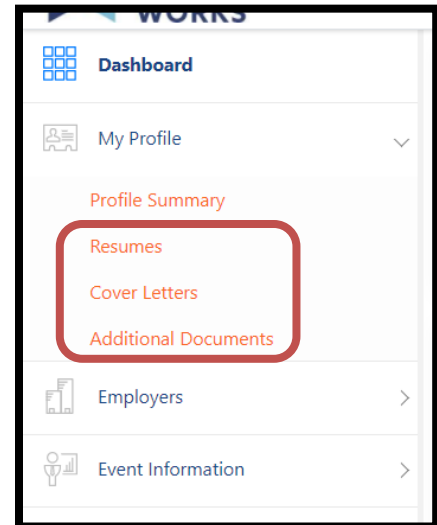 WORKS
Dashboard
My Profile
Profile Summary
Resumes
Cover Letters
Additional Documents
Employers
Event Information